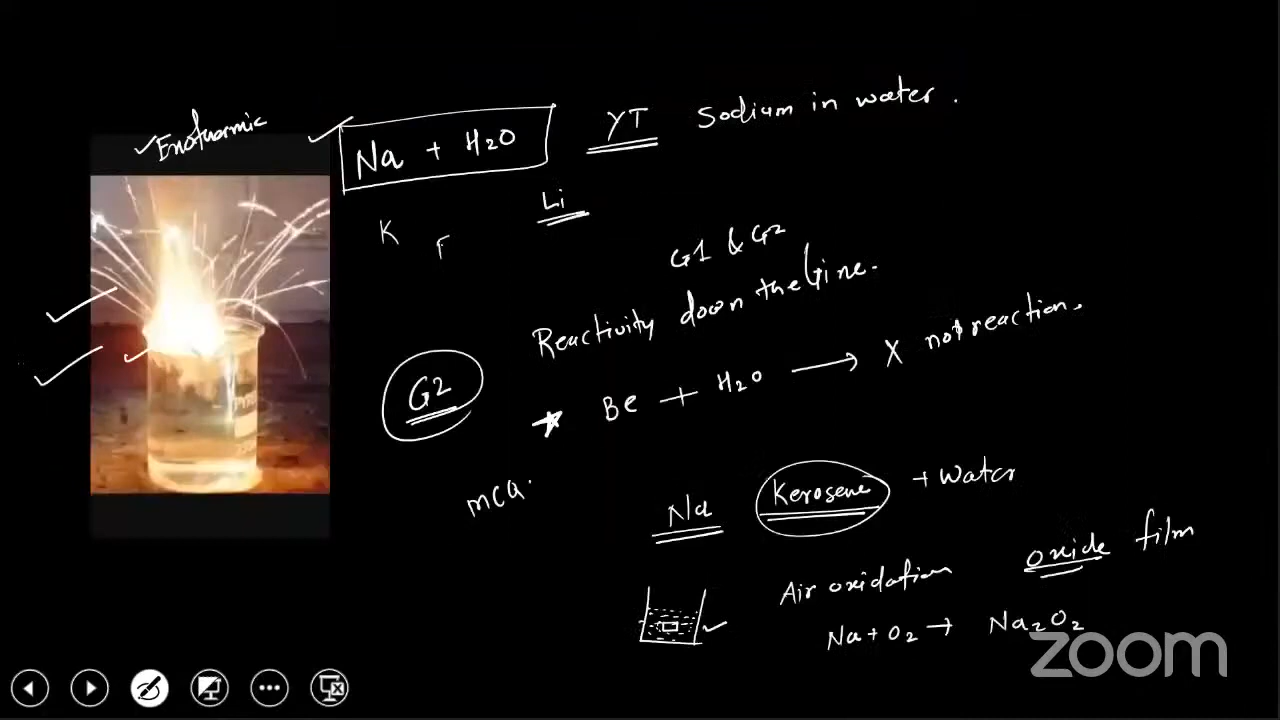 Exothermic
Na + H2O
YT Sodium in water.
K
Li
G1 & G2
Reactivity down the line.
G2
Be + H2O → X not reaction.
mcq.
Na Kerosene + Water
Air oxidation oxide film
Na + O2 → Na2O2
zoom